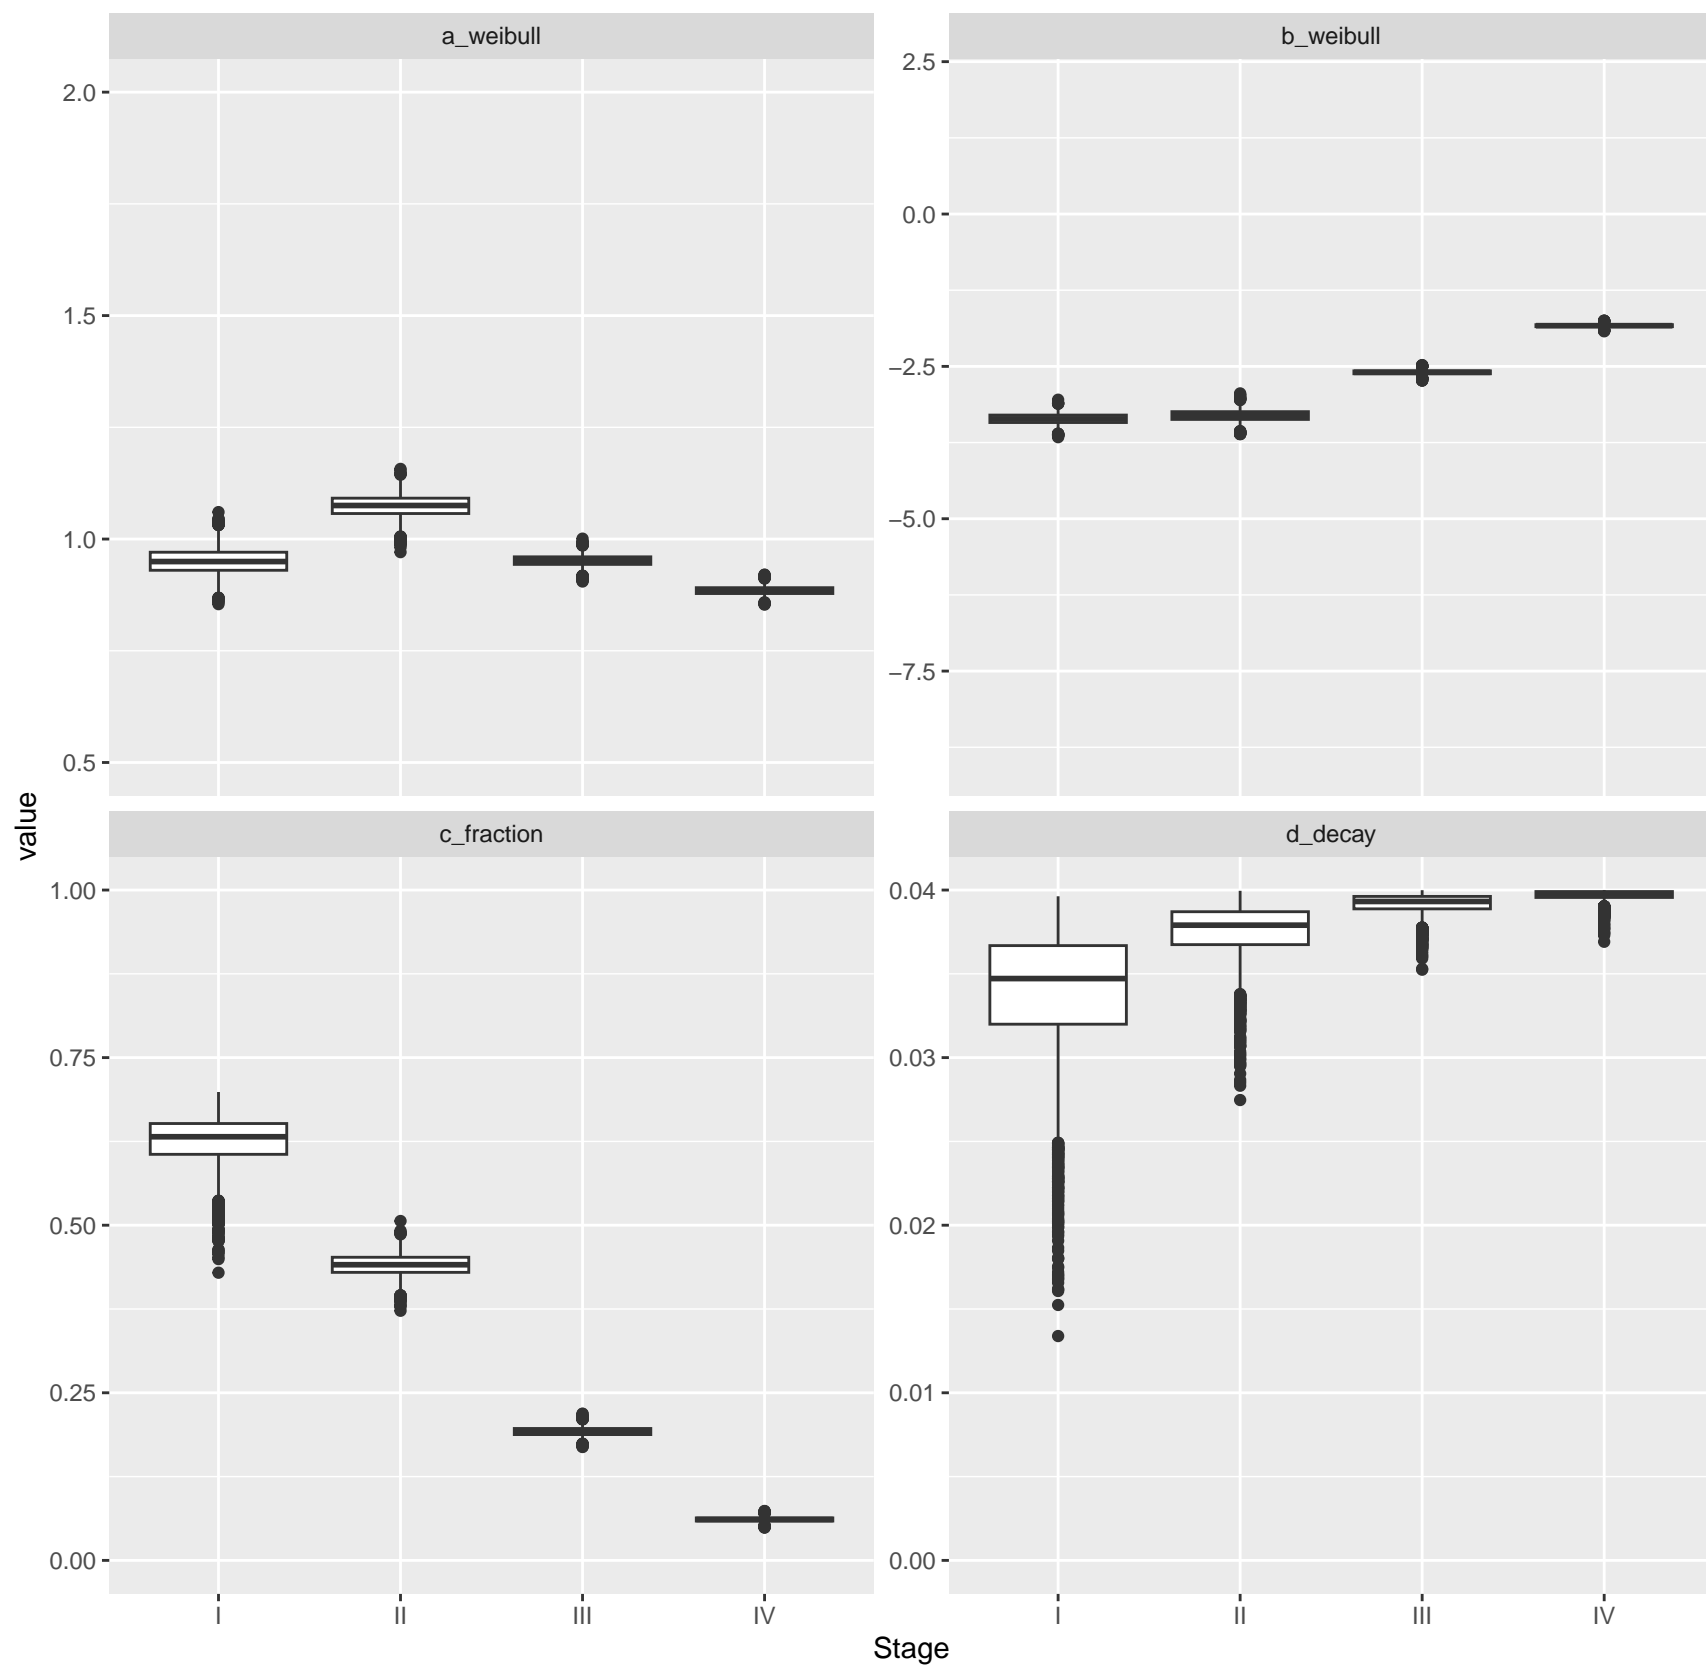 a_weibull
b_weibull
2.0
1.5
1.0
0.5
2.5
0.0
−2.5
−5.0
−7.5
value
c_fraction
d_decay
1.00
0.75
0.50
0.25
0.00
0.04
0.03
0.02
0.01
0.00
I II III IV
I II III IV
Stage